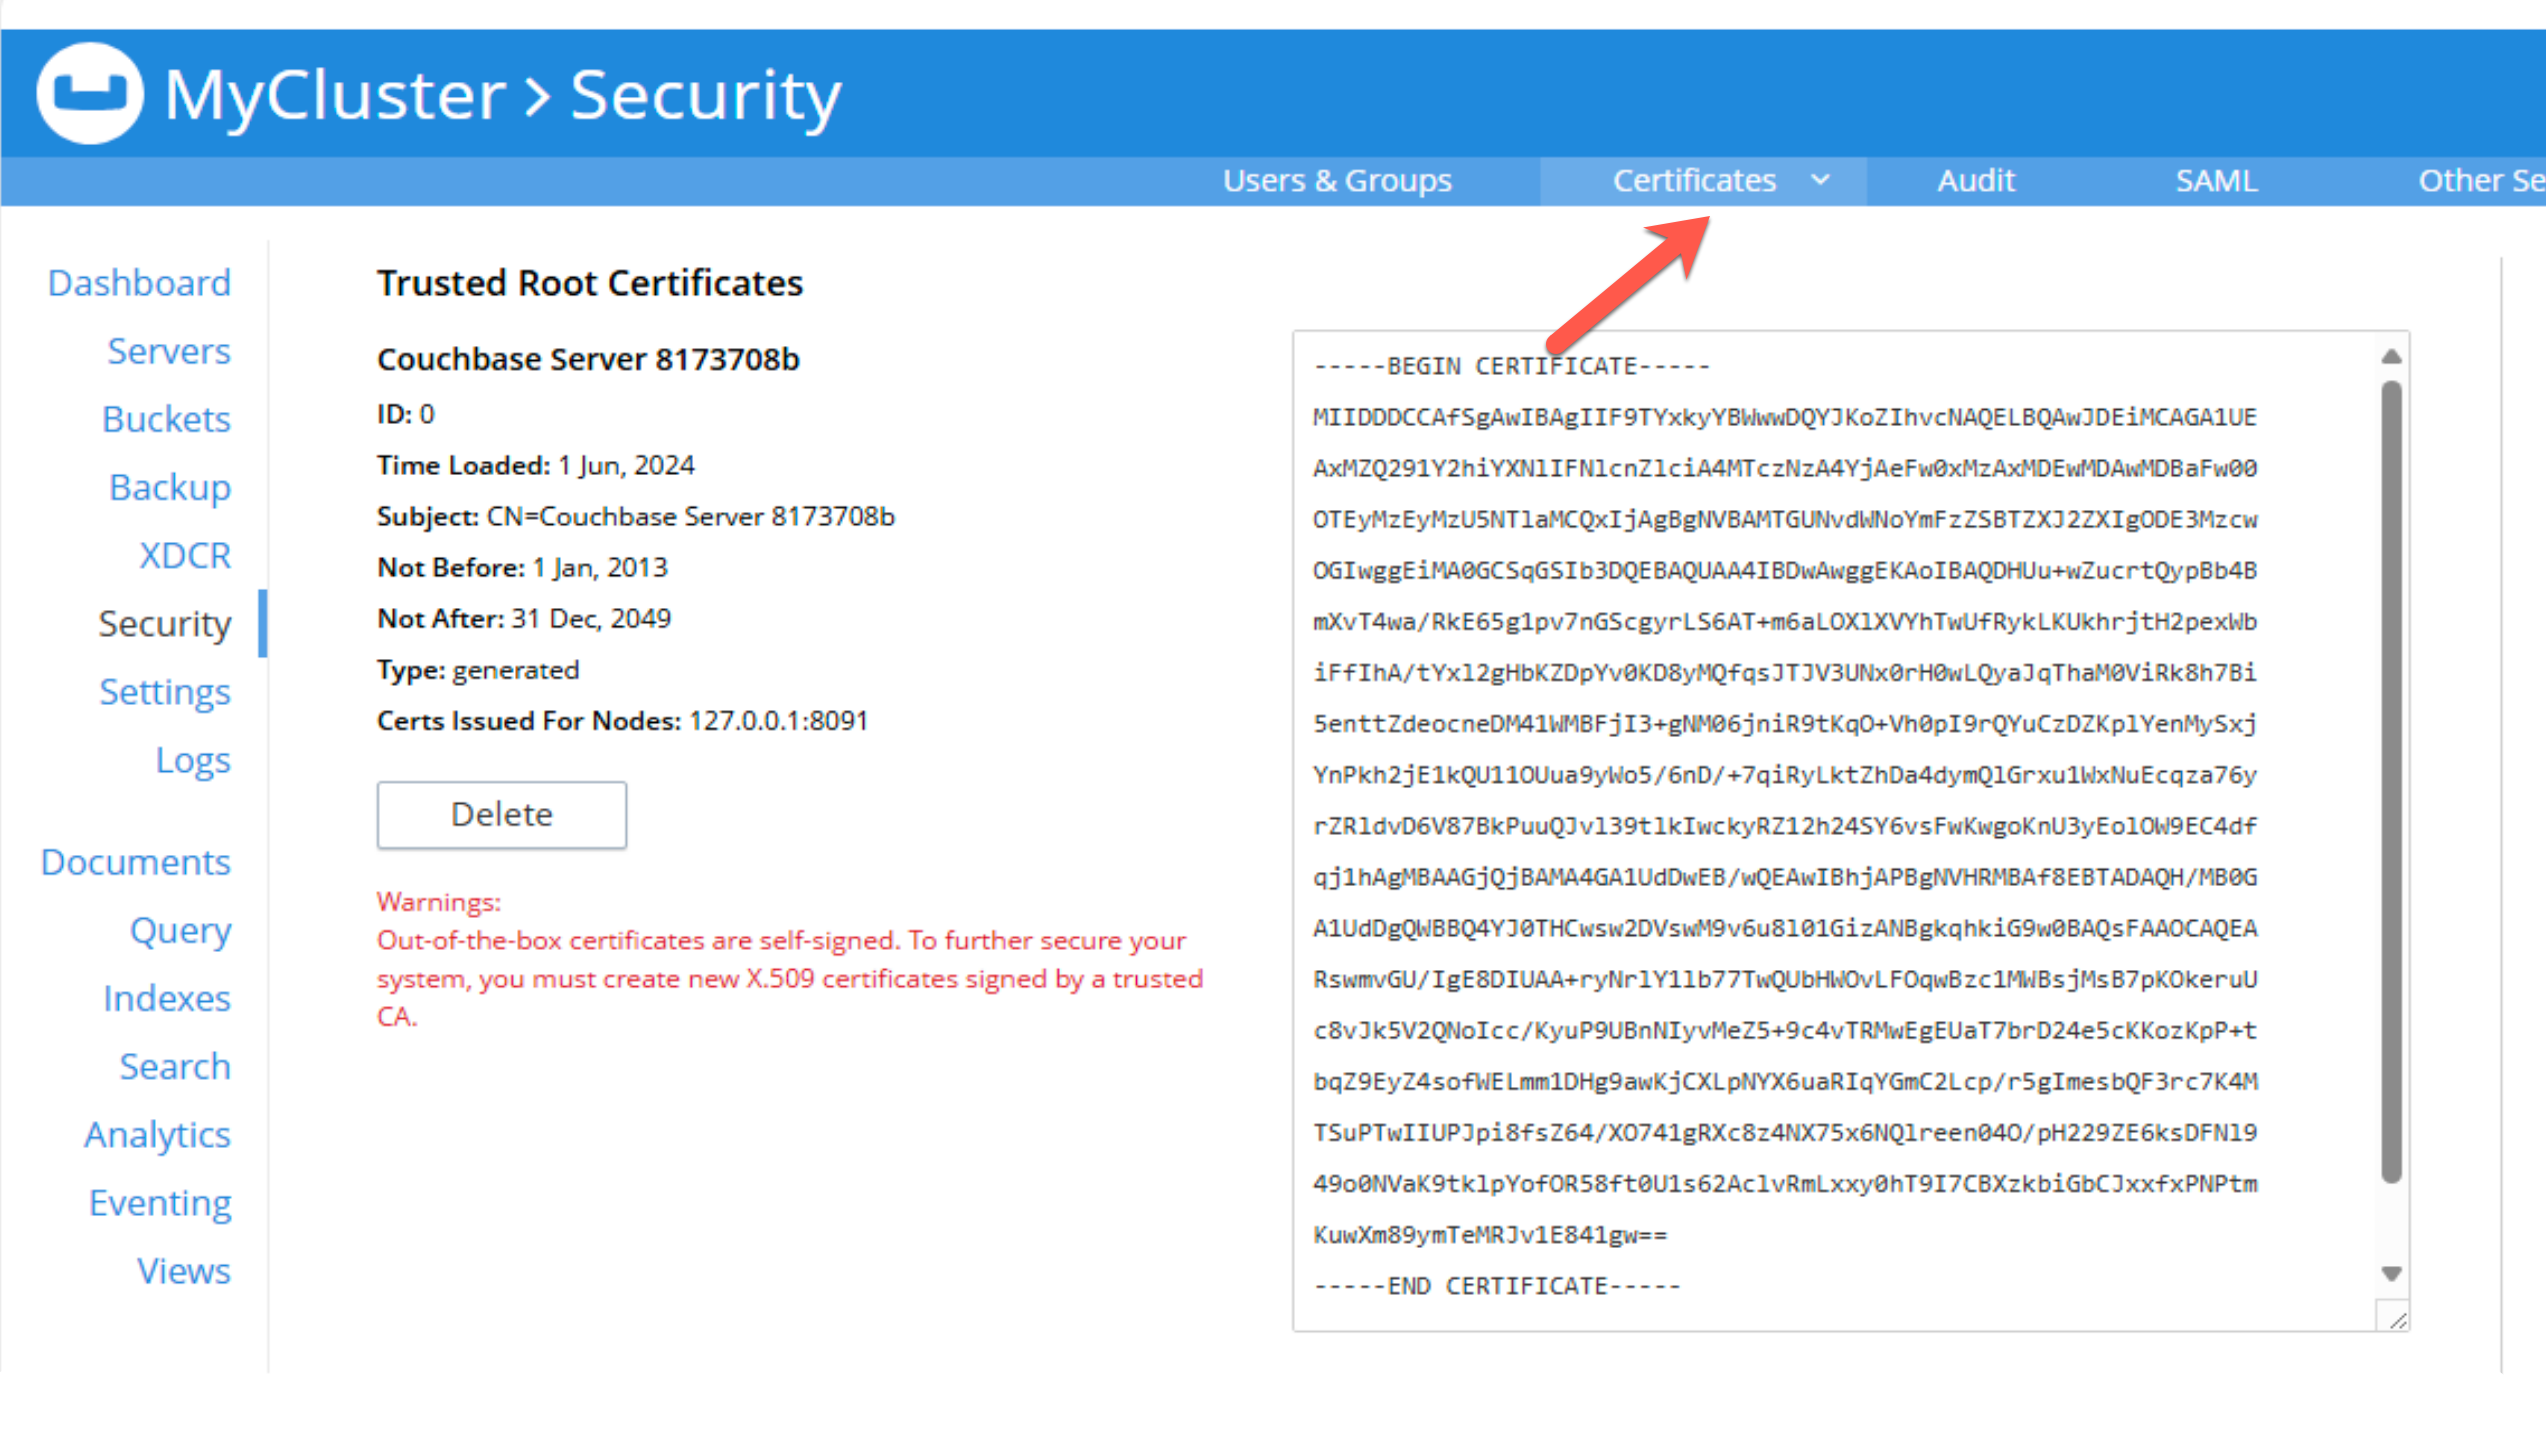 MyCluster > Security
Users & Groups
Certificates
Audit
SAML
Other Se
Dashboard
Servers
Buckets
Backup
XDCR
Security
Settings
Logs
Documents
Query
Indexes
Search
Analytics
Eventing
Views
Trusted Root Certificates
Couchbase Server 8173708b
ID: 0
Time Loaded: 1 Jun, 2024
Subject: CN=Couchbase Server 8173708b
Not Before: 1 Jan, 2013
Not After: 31 Dec, 2049
Type: generated
Certs Issued For Nodes: 127.0.0.1:8091
Delete
Warnings:
Out-of-the-box certificates are self-signed. To further secure your
system, you must create new X.509 certificates signed by a trusted
CA.
-----BEGIN CERTIFICATE-----
MIIDDDCCAfSgAwIBAgIIF9TYxkyYBWwwDQYJKoZIhvcNAQELBQAwJDEiMCAGA1UE
AxMZQ291Y2hiYXNlIFNlcnZlciA4MTczNzA4YjAeFw0xMzAxMDEwMDAwMDBaFw00
OTEyMzEyMzU5NTlaMCQxIjAgBgNVBAMTGUNvdWNoYmFzZSBTZXJ2ZXIgODE3Mzcw
OGIwggEiMA0GCSqGSIb3DQEBAQUAA4IBDwAwggEKAoIBAQDHUu+wZucrtQypBb4B
mXvT4wa/RkE65g1pv7nGScgyrLS6AT+m6aLOXlXVYhTwUfRykLKUkhrjtH2pexWb
iFfIhA/tYxl2gHbKZDpYv0KD8yMQfqsJTJV3UNx0rH0wLQyaJqThaM0ViRk8h7Bi
5enttZdeocneDM41WMBFjI3+gNM06jniR9tKqO+Vh0pI9rQYuCzDZKplYenMySxj
YnPkh2jE1kQU11OUua9yWo5/6nD/+7qiRyLktZhDa4dymQlGrxu1WxNuEcqza76y
rZRldvD6V87BkPuuQJvl39tlkIwckyRZ12h24SY6vsFwKwgoKnU3yEolOW9EC4df
qj1hAgMBAAGjQjBAMA4GA1UdDwEB/wQEAwIBhjAPBgNVHRMBAf8EBTADAQH/MB0G
A1UdDgQWBBQ4YJ0THCwsw2DVswM9v6u8l01GizANBgkqhkiG9w0BAQsFAAOCAQEA
RswmvGU/IgE8DIUAA+ryNrlY1lb77TwQUbHWOvLFOqwBzc1MWBsjMsB7pKOkeruU
c8vJk5V2QNoIcc/KyuP9UBnNIyvMeZ5+9c4vTRMwEgEUaT7brD24e5cKKozKpP+t
bqZ9EyZ4sofWELmm1DHg9awKjCXLpNYX6uaRIqYGmC2Lcp/r5gImesbQF3rc7K4M
TSuPTwIIUPJpi8fsZ64/XO741gRXc8z4NX75x6NQlreen04O/pH229ZE6ksDFNl9
49o0NVaK9tklpYofOR58ft0U1s62AclvRmLxxy0hT9I7CBXzkbiGbCJxxfxPNPtm
KuwXm89ymTeMRJv1E841gw==
-----END CERTIFICATE-----